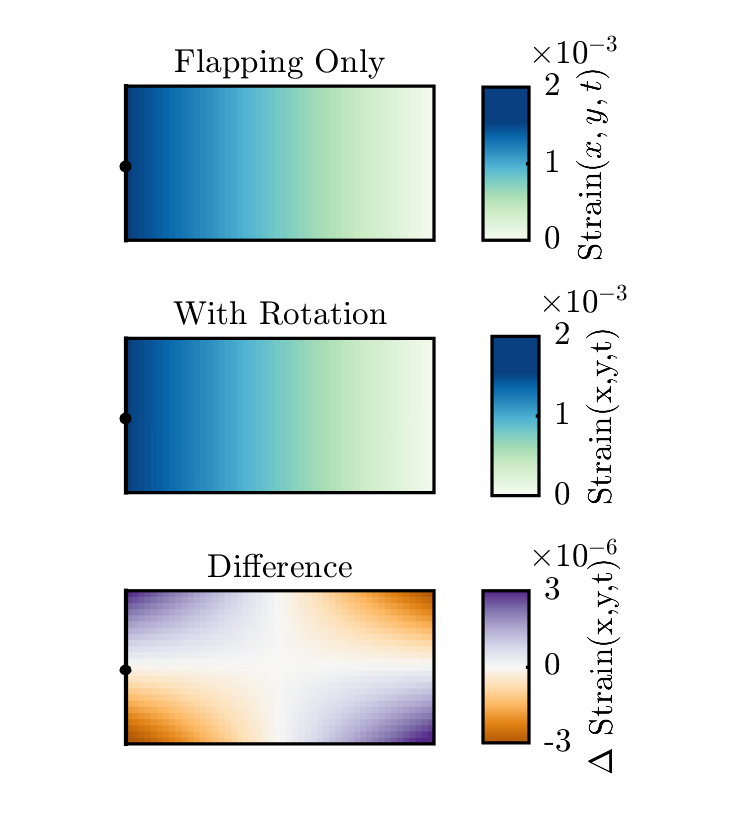 Flapping Only
×10⁻³
2
1
0
Strain(x, y, t)
With Rotation
×10⁻³
2
1
0
Strain(x,y,t)
Difference
×10⁻⁶
3
0
-3
Δ Strain(x,y,t)